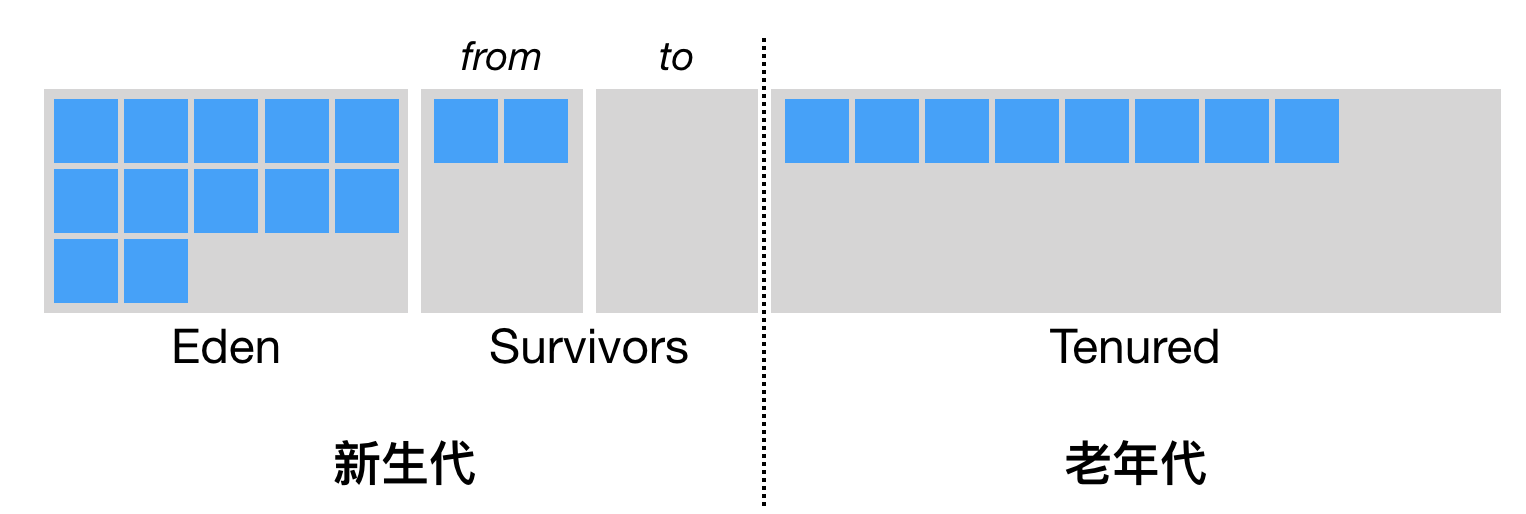 from
to
Eden
Survivors
Tenured
新生代
老年代